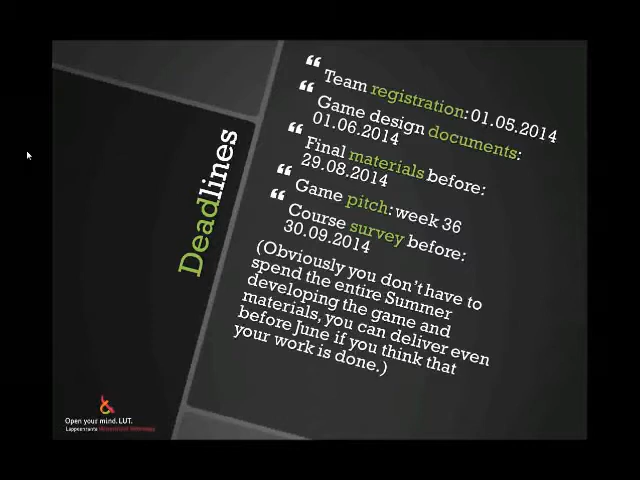 Deadlines
Team registration: 01.05.2014
Game design documents:
01.06.2014
Final materials before:
29.08.2014
Game pitch: week 36
Course survey before:
30.09.2014
(Obviously you don't have to
spend the entire Summer
developing the game and
materials, you can deliver even
before June if you think that
your work is done.)
Open your mind. LUT.
Lappeenranta